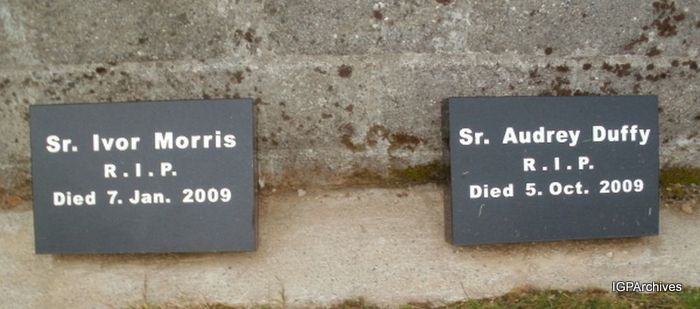 Sr. Ivor Morris
R.I.P.
Died 7. Jan. 2009
Sr. Audrey Duffy
R.I.P.
Died 5. Oct. 2009
IGPArchives